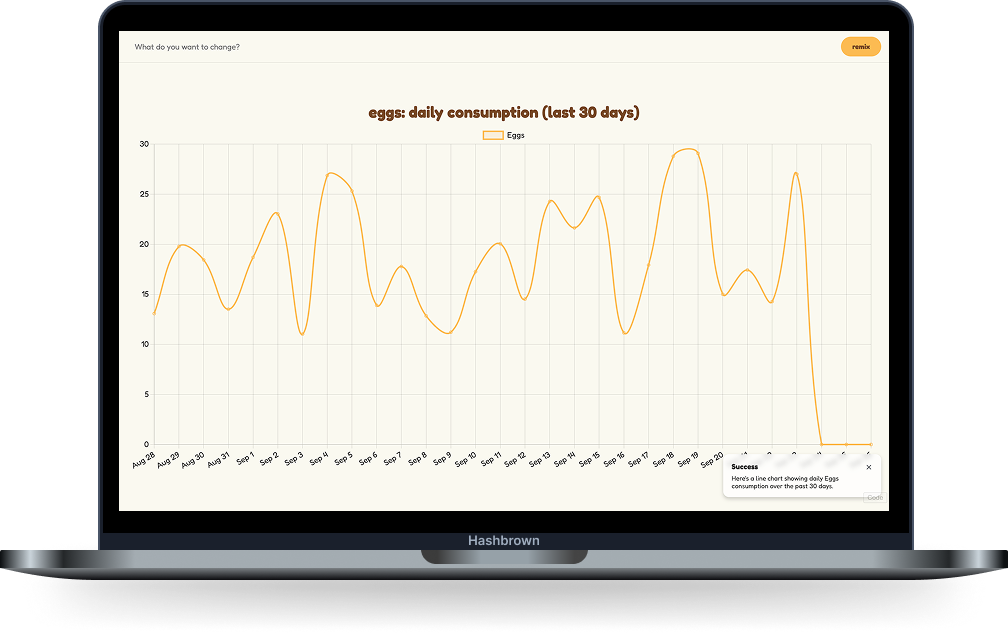 What do you want to change?
remix
eggs: daily consumption (last 30 days)
Eggs
30
25
20
15
10
5
0
Aug 28 Aug 29 Aug 30 Aug 31 Sep 1 Sep 2 Sep 3 Sep 4 Sep 5 Sep 6 Sep 7 Sep 8 Sep 9 Sep 10 Sep 11 Sep 12 Sep 13 Sep 14 Sep 15 Sep 16 Sep 17 Sep 18 Sep 19 Sep 20
Success
Here's a line chart showing daily Eggs
consumption over the past 30 days.
Code
Hashbrown